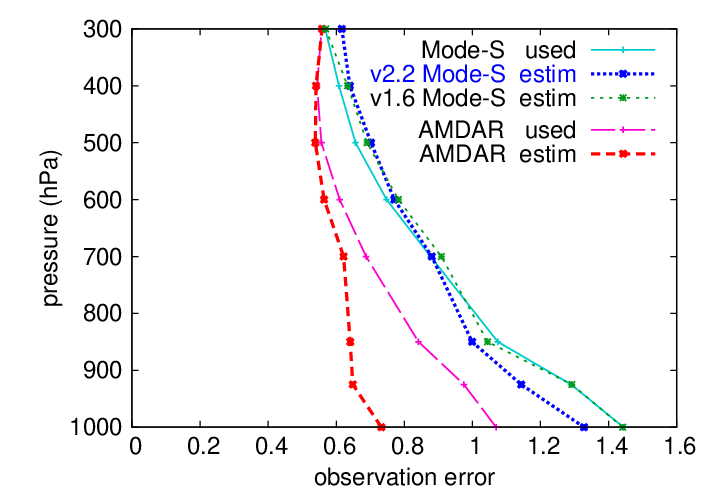 300
400
500
600
700
800
900
1000
pressure (hPa)
Mode-S used
v2.2 Mode-S estim
v1.6 Mode-S estim
AMDAR used
AMDAR estim
0 0.2 0.4 0.6 0.8 1 1.2 1.4 1.6
observation error